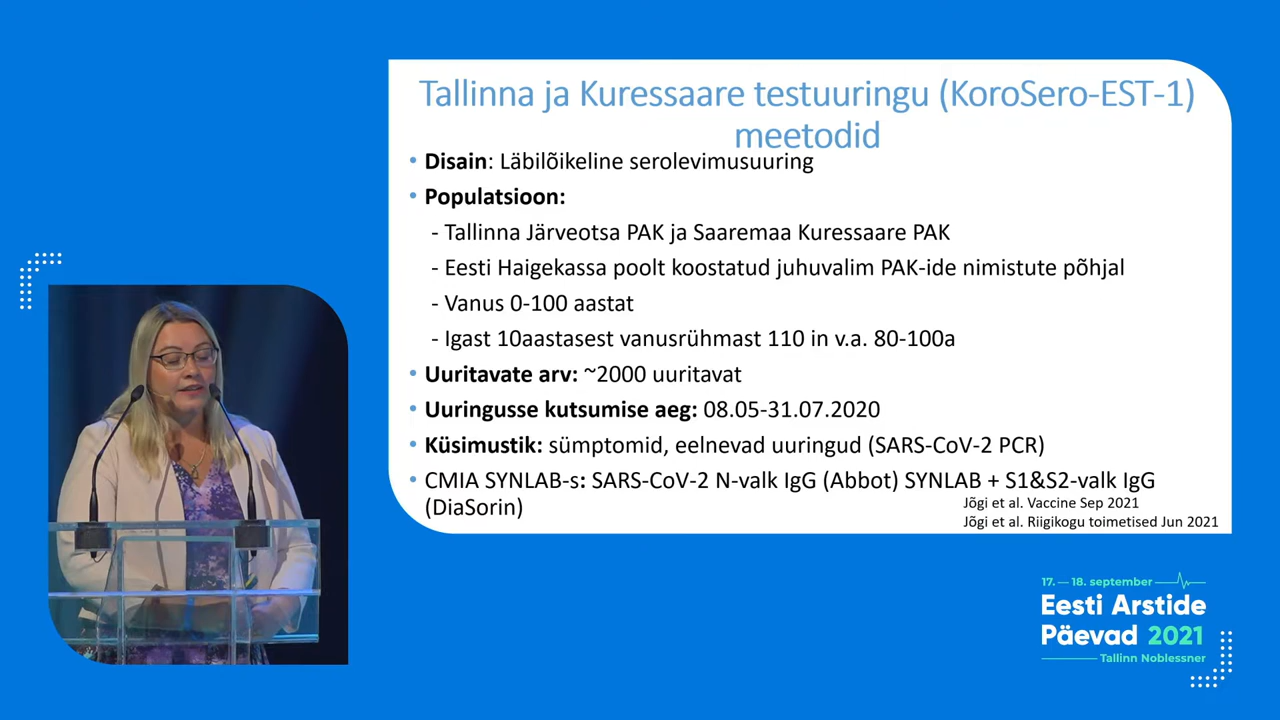 Tallinna ja Kuressaare testuuringu (KoroSero-EST-1)
meetodid
• Disain: Läbilõikeline serolevimusuuring
• Populatsioon:
- Tallinna Järveotsa PAK ja Saaremaa Kuressaare PAK
- Eesti Haigekassa poolt koostatud juhuvalim PAK-ide nimistute põhjal
- Vanus 0-100 aastat
- Igast 10aastasest vanusrühmast 110 in v.a. 80-100a
• Uuritavate arv: ~2000 uuritavat
• Uuringusse kutsumise aeg: 08.05-31.07.2020
• Küsimustik: sümptomid, eelnevad uuringud (SARS-CoV-2 PCR)
• CMIA SYNLAB-s: SARS-CoV-2 N-valk IgG (Abbot) SYNLAB + S1&S2-valk IgG
(DiaSorin)
Jõgi et al. Vaccine Sep 2021
Jõgi et al. Riigikogu toimetised Jun 2021
17. — 18. september
Eesti Arstide
Päevad 2021
Tallinn Noblessner